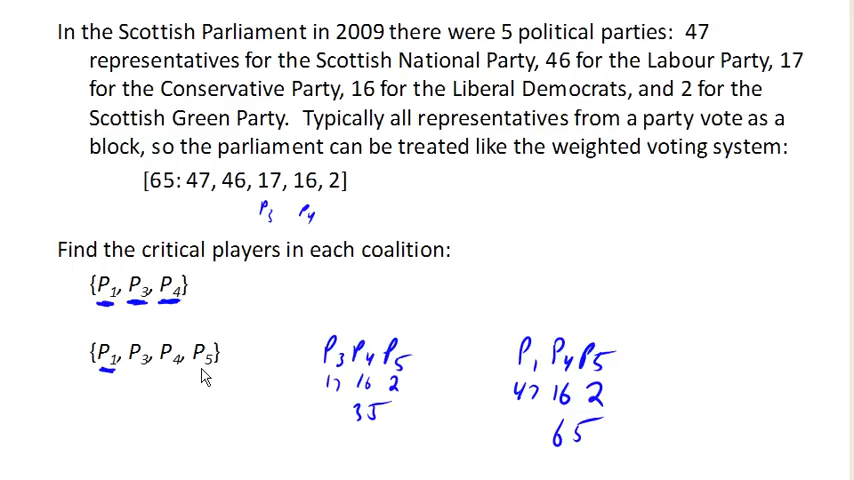 In the Scottish Parliament in 2009 there were 5 political parties: 47
representatives for the Scottish National Party, 46 for the Labour Party, 17
for the Conservative Party, 16 for the Liberal Democrats, and 2 for the
Scottish Green Party. Typically all representatives from a party vote as a
block, so the parliament can be treated like the weighted voting system:
[65: 47, 46, 17, 16, 2]
P3 P4
Find the critical players in each coalition:
{P1, P3, P4}
{P1, P3, P4, P5}
P3 P4 P5
17 16 2
35
P1 P4 P5
47 16 2
65